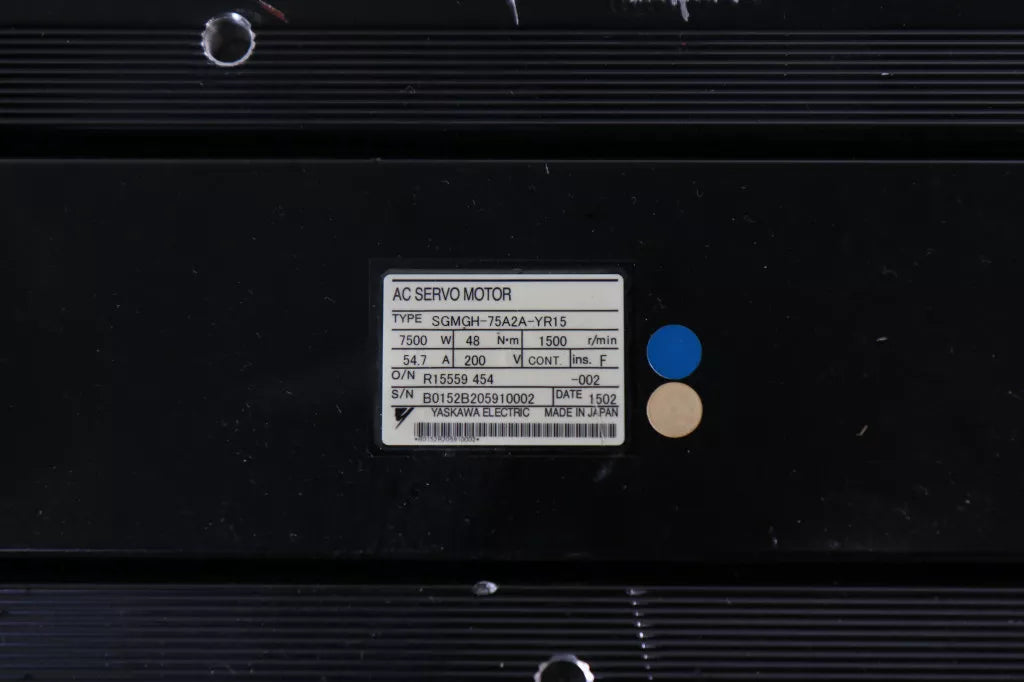 AC SERVO MOTOR
TYPE SGMGH-75A2A-YR15
7500 W 48 N·m 1500 r/min
54.7 A 200 V CONT. ins. F
O/N R15559 454 -002
S/N B0152B205910002 DATE 1502
YASKAWA ELECTRIC MADE IN JAPAN
*B0152B205910002*